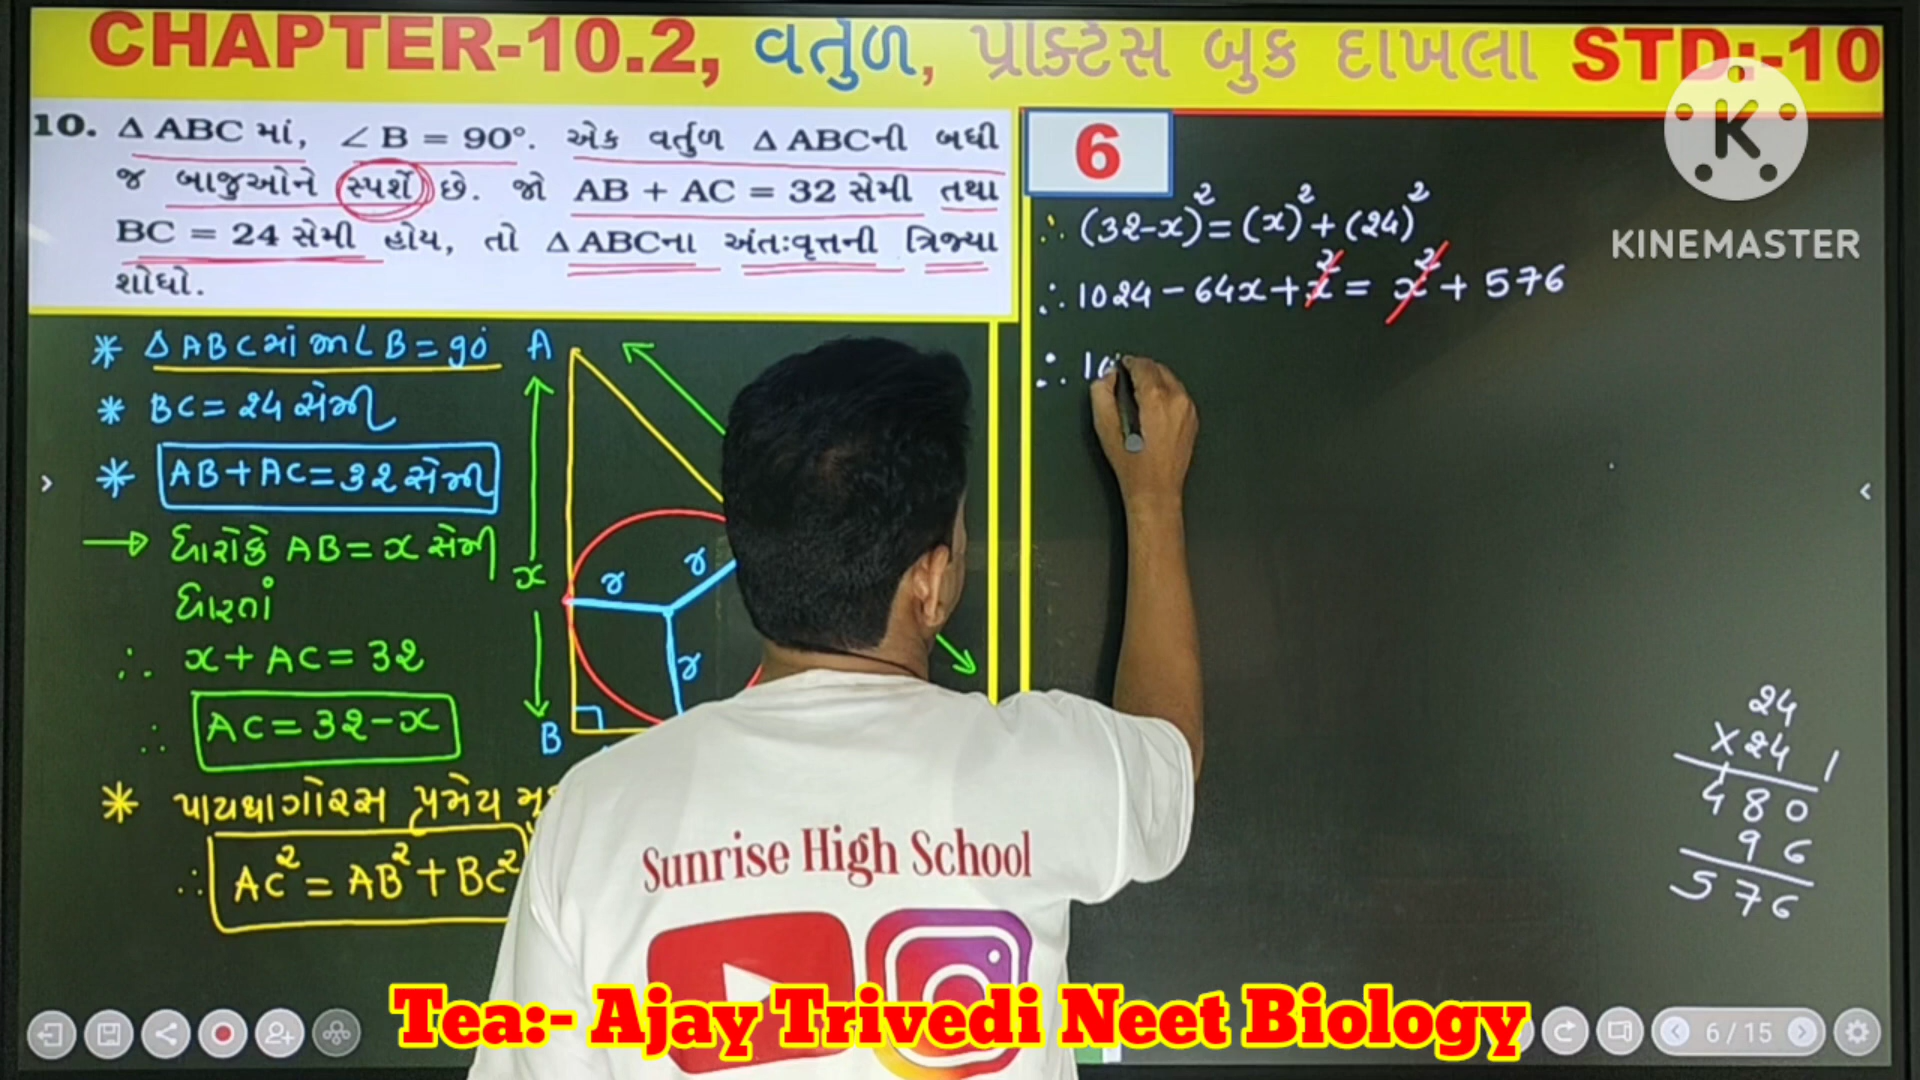 CHAPTER-10.2, વર્તુળ, પ્રેક્ટિસ બુક દાખલા STD:-10
10. Δ ABC માં, ∠ B = 90°. એક વર્તુળ Δ ABCની બધી
જ બાજુઓને સ્પર્શે છે. જો AB + AC = 32 સેમી તથા
BC = 24 સેમી હોય, તો Δ ABCના અંતઃવૃત્તની ત્રિજ્યા
શોધો.
* Δ ABC માં m∠B = 90
* BC = 24 સેમી
* AB + AC = 32 સેમી
→ ધારોકે AB = x સેમી
ધારતાં
∴ x + AC = 32
∴ AC = 32 - x
* પાયથાગોરસ પ્રમેય
∴ AC² = AB² + BC²
A
x
r
r
r
B
6
∴ (32-x)² = (x)² + (24)²
∴ 1024 - 64x + x² = x² + 576
∴ 10
24
X 24
1
480
96
576
K
KINEMASTER
Sunrise High School
Tea:- Ajay Trivedi Neet Biology
6 / 15